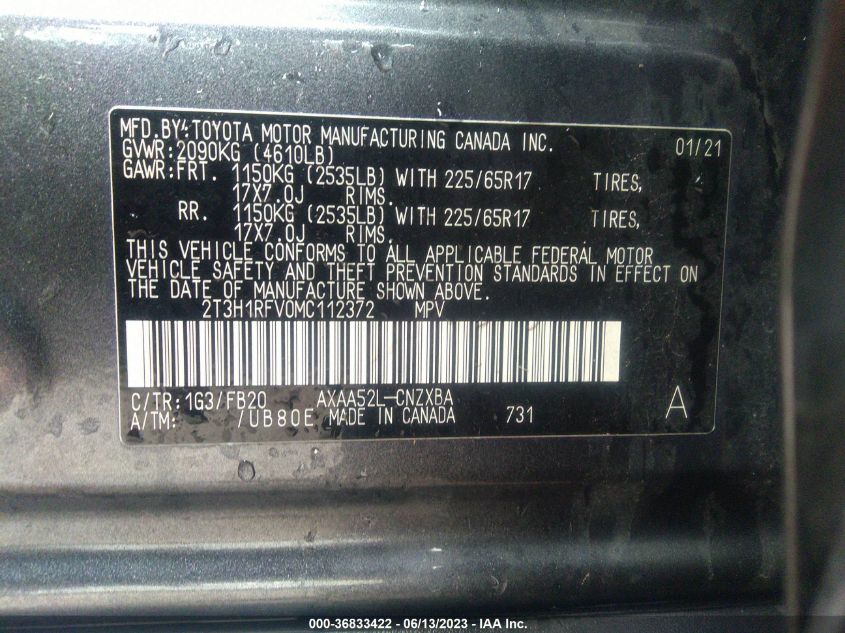 MFD.BY:TOYOTA MOTOR MANUFACTURING CANADA INC. 01/21
GVWR:2090KG (4610LB)
GAWR:FRT. 1150KG (2535LB) WITH 225/65R17 TIRES,
17X7.0J RIMS.
RR. 1150KG (2535LB) WITH 225/65R17 TIRES,
17X7.0J RIMS.
THIS VEHICLE CONFORMS TO ALL APPLICABLE FEDERAL MOTOR
VEHICLE SAFETY AND THEFT PREVENTION STANDARDS IN EFFECT ON
THE DATE OF MANUFACTURE SHOWN ABOVE.
2T3H1RFV0MC112372 MPV
C/TR:1G3/FB20 AXAA52L-CNZXBA A
A/TM: /UB80E MADE IN CANADA 731
000-36833422 - 06/13/2023 - IAA Inc.